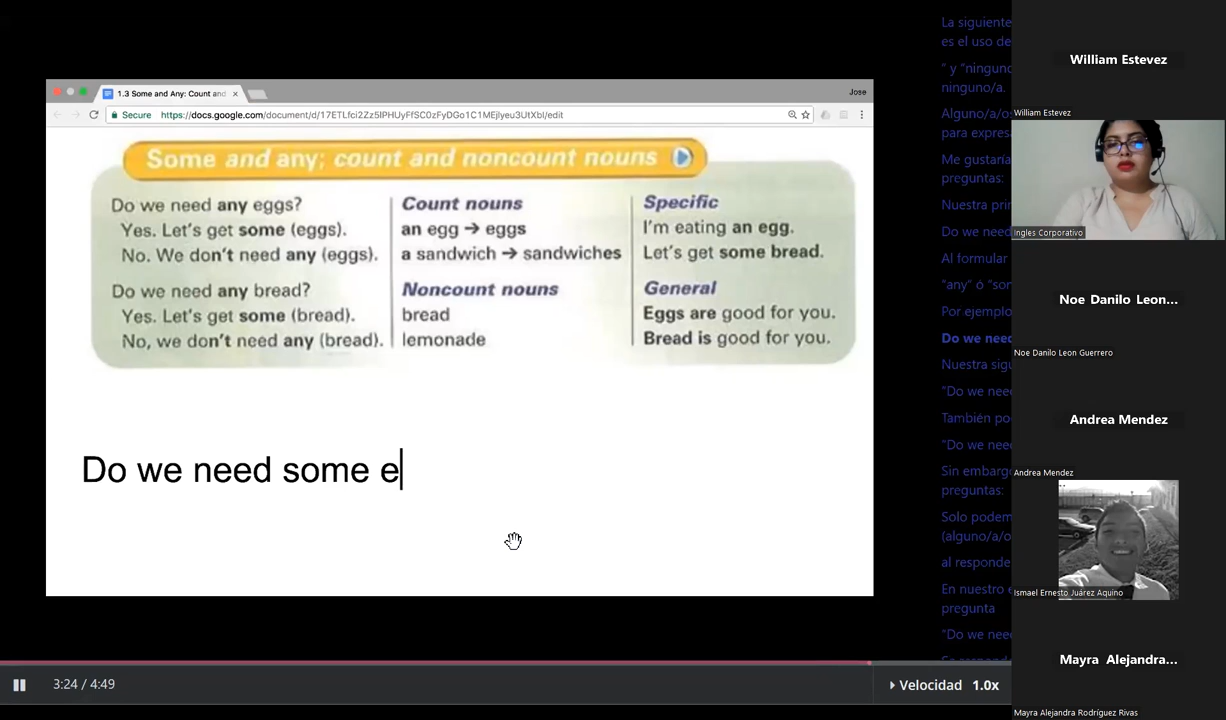 1.3 Some and Any: Count and
Jose
Secure https://docs.google.com/document/d/17ETLfci2Zz5IPHUyFfSC0zFyDGo1C1MEjlyeu3UtXbI/edit
Some and any; count and noncount nouns
Do we need any eggs?
Yes. Let's get some (eggs).
No. We don't need any (eggs).
Do we need any bread?
Yes. Let's get some (bread).
No, we don't need any (bread).
Count nouns
an egg → eggs
a sandwich → sandwiches
Noncount nouns
bread
lemonade
Specific
I'm eating an egg.
Let's get some bread.
General
Eggs are good for you.
Bread is good for you.
Do we need some e
3:24 / 4:49
Velocidad 1.0x
La siguiente
es el uso de
" y "ninguno
ninguno/a.
Alguno/a/o
para expres
Me gustaría
preguntas:
Nuestra pri
Do we need
Al formular
"any" ó "so
Por ejemplo
Do we need
Nuestra sig
"Do we nee
También po
"Do we nee
Sin embarg
preguntas:
Solo podem
(alguno/a/o
al responde
En nuestro e
pregunta
"Do we nee
William Estevez
William Estevez
Ingles Corporativo
Noe Danilo Leon...
Noe Danilo Leon Guerrero
Andrea Mendez
Andrea Mendez
Ismael Ernesto Juárez Aquino
Mayra Alejandra...
Mayra Alejandra Rodríguez Rivas